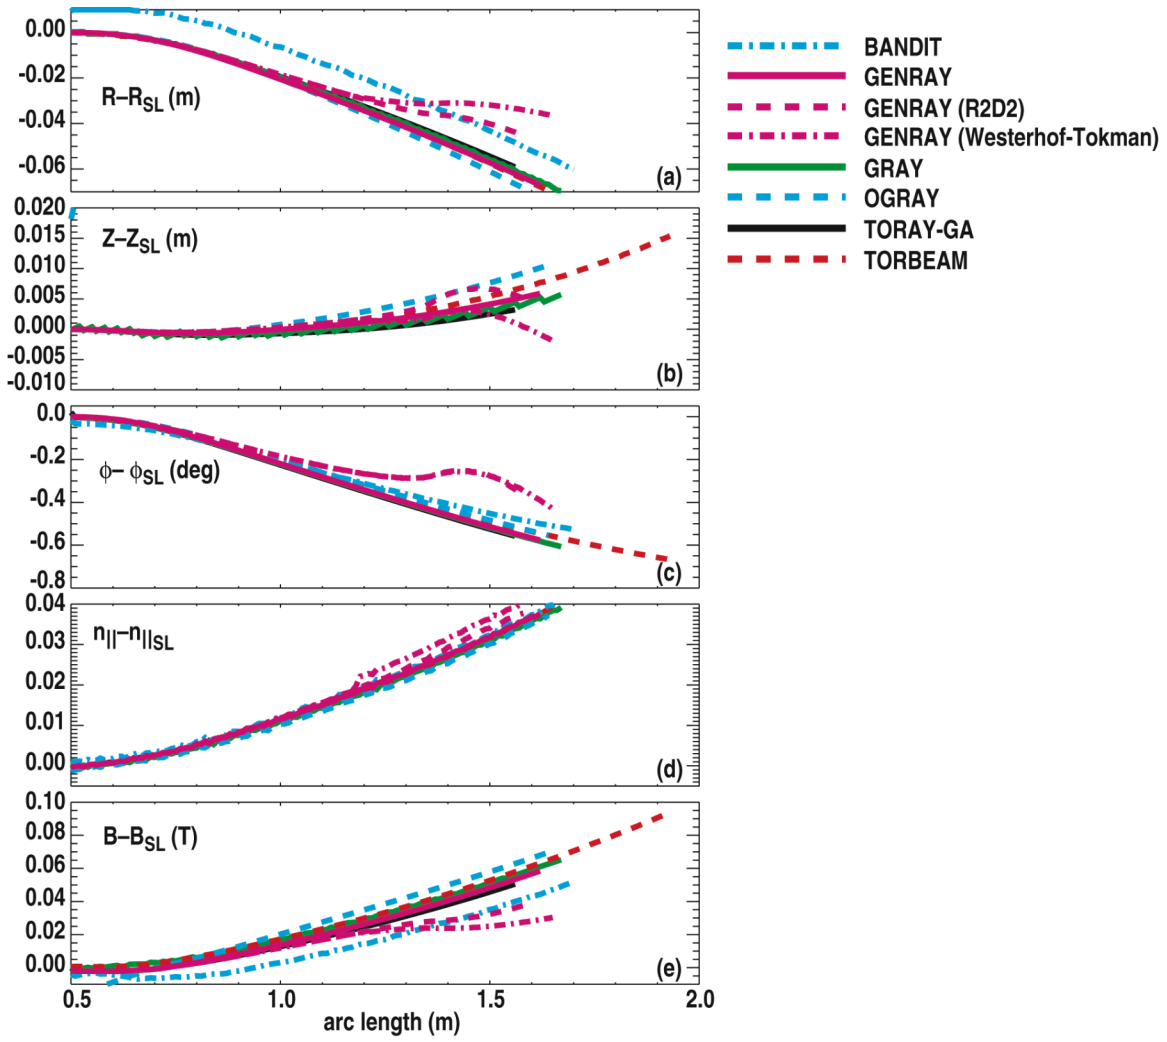 0.00
-0.02
-0.04
-0.06
R–R_SL (m)
(a)
0.020
0.015
0.010
0.005
0.000
-0.005
-0.010
Z–Z_SL (m)
(b)
0.0
-0.2
-0.4
-0.6
-0.8
ϕ– ϕ_SL (deg)
(c)
0.04
0.03
0.02
0.01
0.00
n_||–n_||SL
(d)
0.10
0.08
0.06
0.04
0.02
0.00
B–B_SL (T)
(e)
0.5
1.0
1.5
2.0
arc length (m)
BANDIT
GENRAY
GENRAY (R2D2)
GENRAY (Westerhof-Tokman)
GRAY
OGRAY
TORAY-GA
TORBEAM